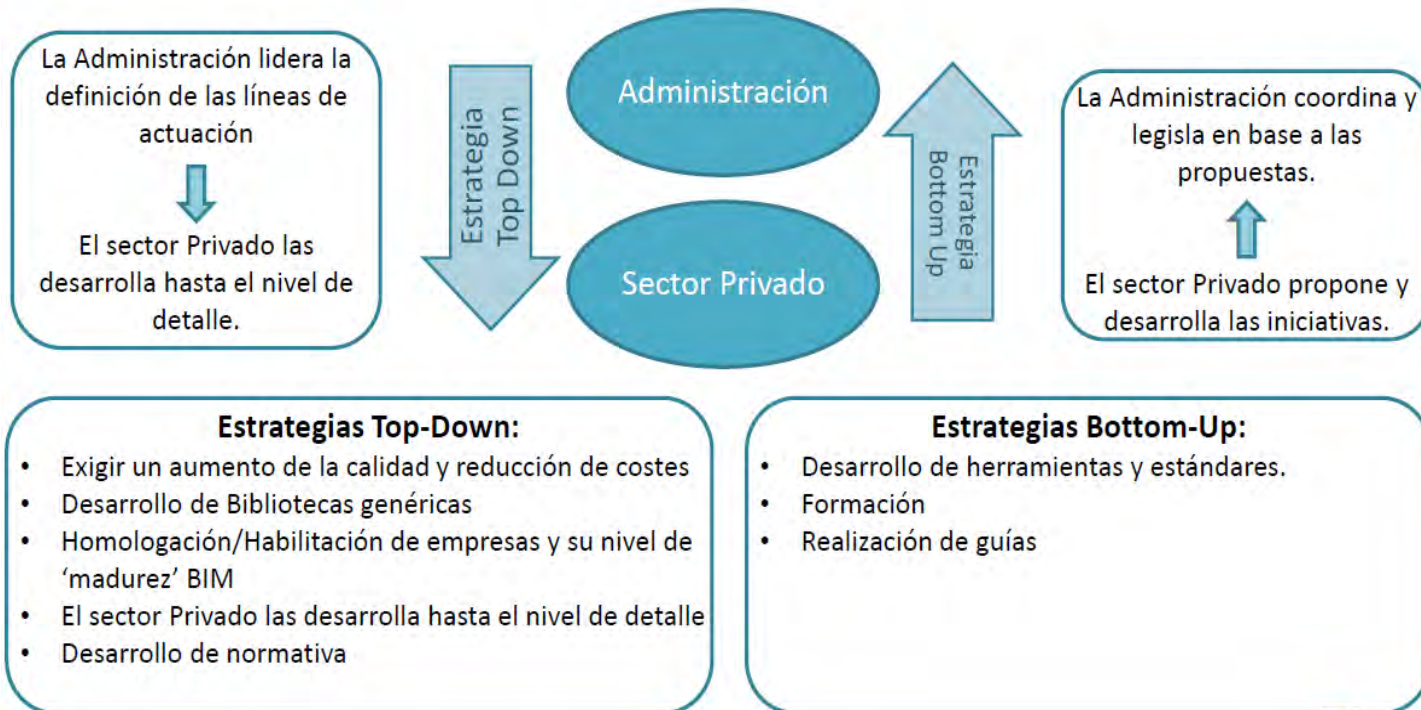 La Administración lidera la
definición de las líneas de
actuación
El sector Privado las
desarrolla hasta el nivel de
detalle.
Estrategia
Top Down
Administración
Sector Privado
Estrategia
Bottom Up
La Administración coordina y
legisla en base a las
propuestas.
El sector Privado propone y
desarrolla las iniciativas.
Estrategias Top-Down:
• Exigir un aumento de la calidad y reducción de costes
• Desarrollo de Bibliotecas genéricas
• Homologación/Habilitación de empresas y su nivel de
‘madurez’ BIM
• El sector Privado las desarrolla hasta el nivel de detalle
• Desarrollo de normativa
Estrategias Bottom-Up:
• Desarrollo de herramientas y estándares.
• Formación
• Realización de guías